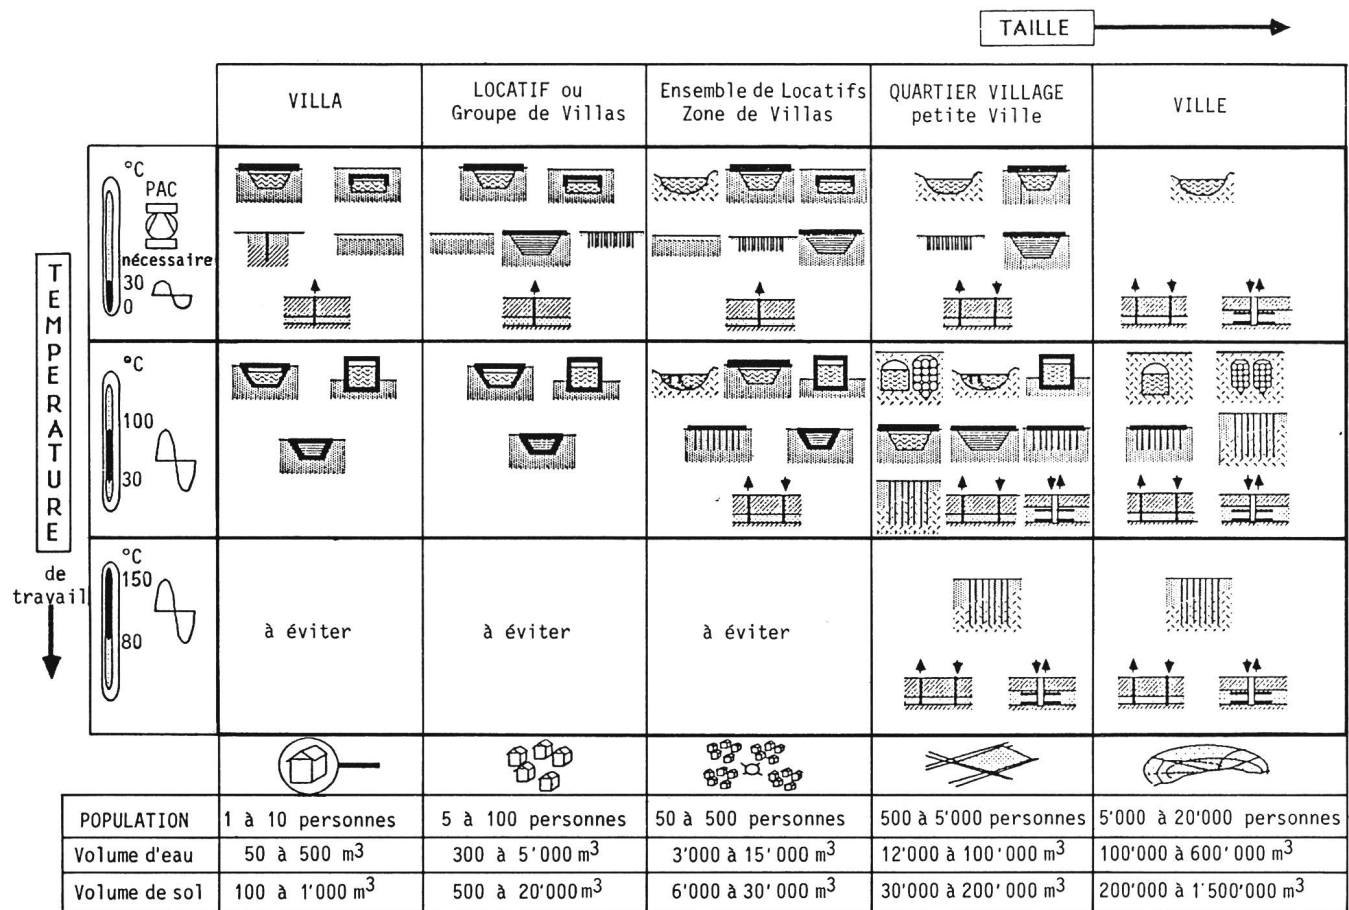 TAILLE
VILLA
LOCATIF ou
Groupe de Villas
Ensemble de Locatifs
Zone de Villas
QUARTIER VILLAGE
petite Ville
VILLE
TEMPERATURE
de
travail
°C
PAC
nécessaire
30
0
°C
100
30
°C
150
80
à éviter
à éviter
à éviter
POPULATION
1 à 10 personnes
5 à 100 personnes
50 à 500 personnes
500 à 5'000 personnes
5'000 à 20'000 personnes
Volume d'eau
50 à 500 m³
300 à 5'000 m³
3'000 à 15'000 m³
12'000 à 100'000 m³
100'000 à 600'000 m³
Volume de sol
100 à 1'000 m³
500 à 20'000 m³
6'000 à 30'000 m³
30'000 à 200'000 m³
200'000 à 1'500'000 m³